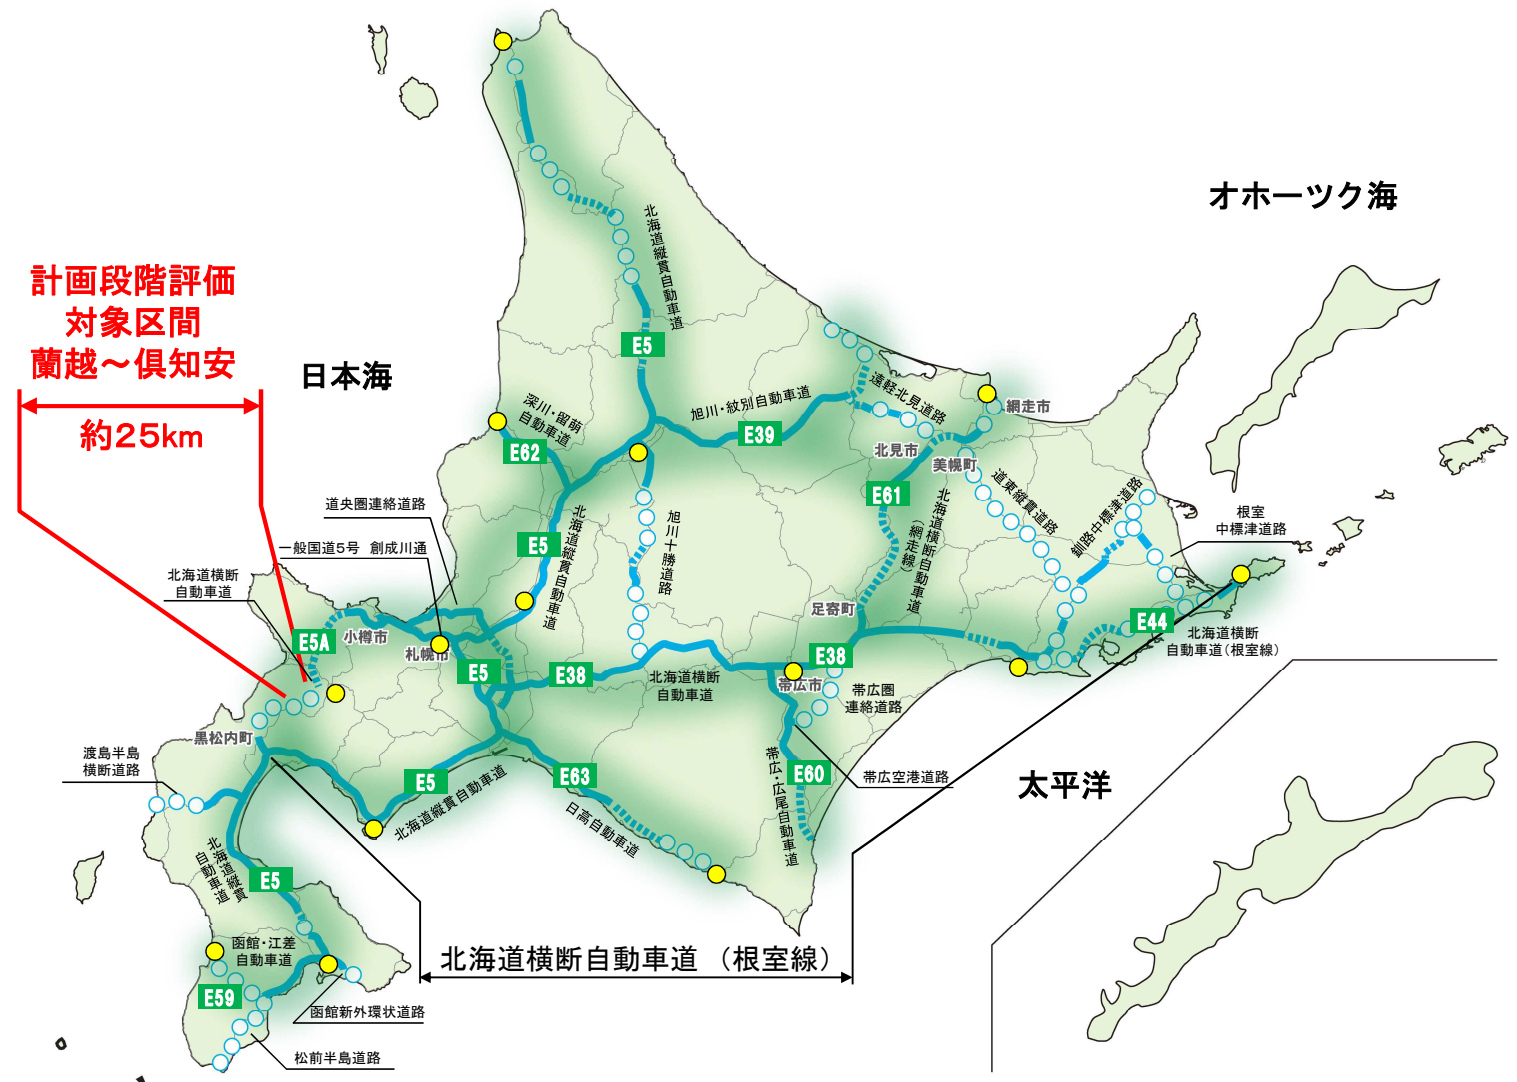 オホーツク海
計画段階評価
対象区間
蘭越～倶知安
約25km
日本海
太平洋
北海道縦貫自動車道
E5
深川・留萌
自動車道
E62
旭川・紋別自動車道
E39
遠軽北見道路
網走市
北見市
美幌町
E61
北海道横断自動車道
（網走線）
道東縦貫道路
釧路中標津道路
根室
中標津道路
道央圏連絡道路
一般国道5号 創成川通
北海道横断
自動車道
E5
北海道縦貫自動車道
旭川十勝道路
足寄町
E44
北海道横断
自動車道（根室線）
E5A
小樽市
札幌市
E5
E38
北海道横断
自動車道
E38
帯広市
帯広圏
連絡道路
黒松内町
渡島半島
横断道路
E5
北海道縦貫自動車道
E63
日高自動車道
帯広・広尾自動車道
E60
帯広空港道路
北海道縦貫
自動車道
E5
函館・江差
自動車道
E59
北海道横断自動車道 （根室線）
函館新外環状道路
松前半島道路